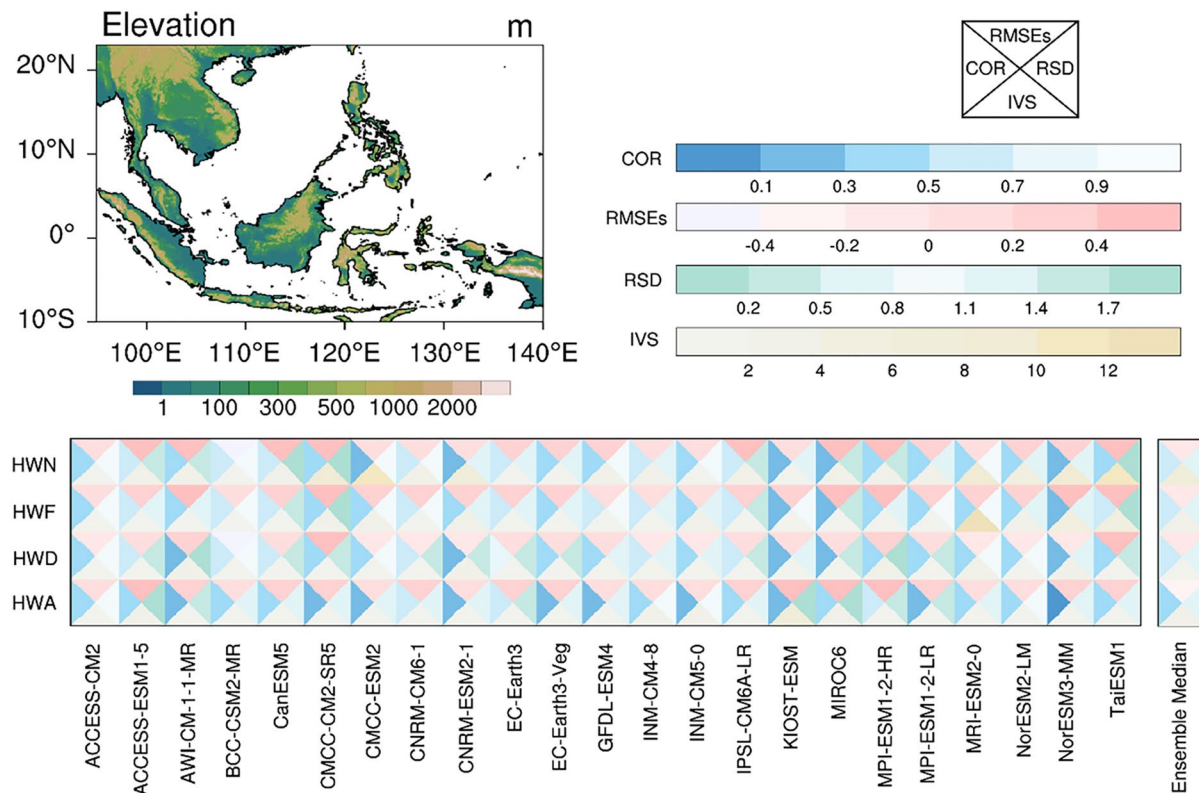 Elevation m
20°N
10°N
0°
10°S
100°E 110°E 120°E 130°E 140°E
1 100 300 500 1000 2000
RMSEs
COR RSD
IVS
COR
0.1 0.3 0.5 0.7 0.9
RMSEs
-0.4 -0.2 0 0.2 0.4
RSD
0.2 0.5 0.8 1.1 1.4 1.7
IVS
2 4 6 8 10 12
HWN
HWF
HWD
HWA
ACCESS-CM2
ACCESS-ESM1-5
AWI-CM-1-1-MR
BCC-CSM2-MR
CanESM5
CMCC-CM2-SR5
CMCC-ESM2
CNRM-CM6-1
CNRM-ESM2-1
EC-Earth3
EC-Earth3-Veg
GFDL-ESM4
INM-CM4-8
INM-CM5-0
IPSL-CM6A-LR
KIOST-ESM
MIROC6
MPI-ESM1-2-HR
MPI-ESM1-2-LR
MRI-ESM2-0
NorESM2-LM
NorESM3-MM
TaiESM1
Ensemble Median